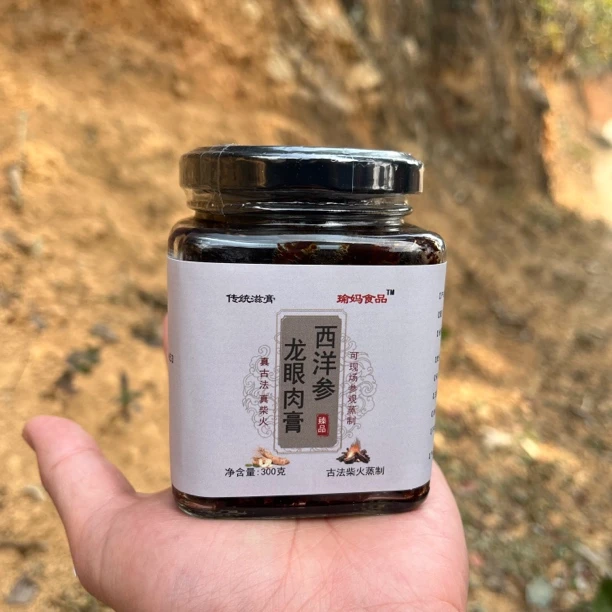 传统滋膏
瑜妈食品™
西洋参
龙眼肉膏
臻品
真古法真柴火
可现场参观蒸制
净含量:300克
古法柴火蒸制